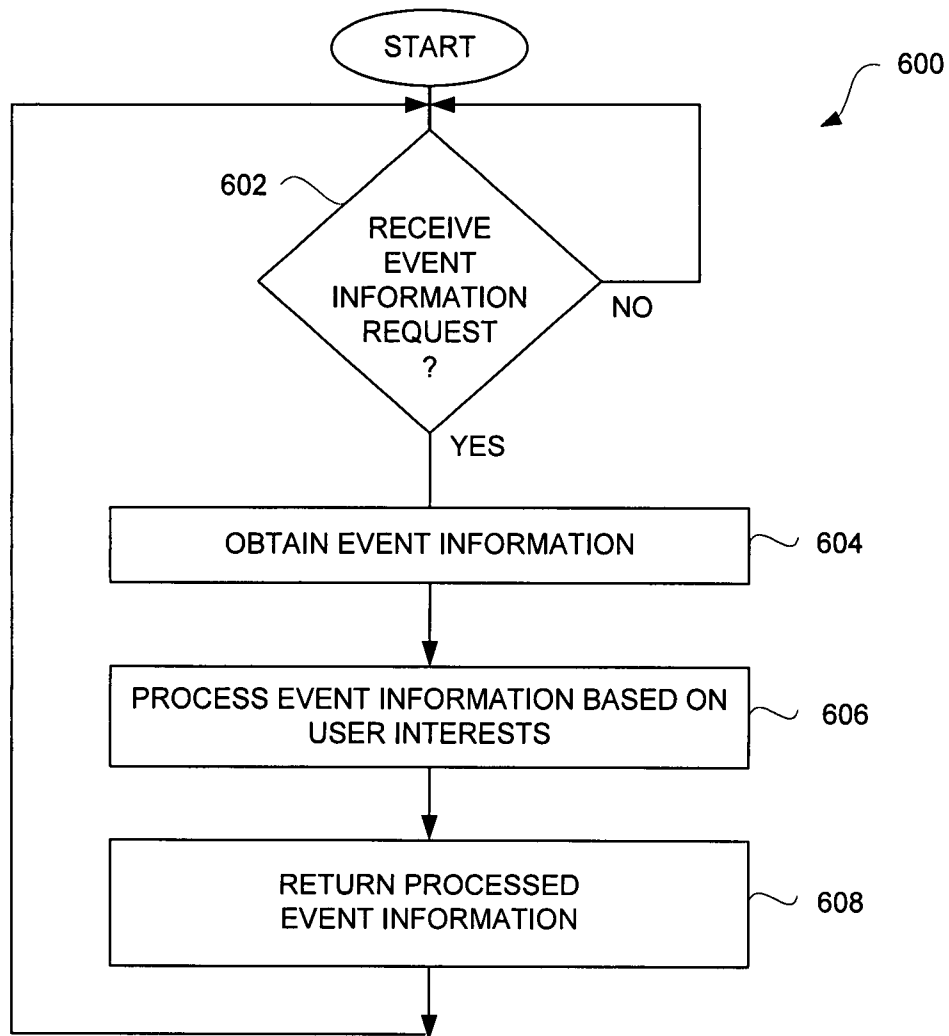 START
600
602
RECEIVE
EVENT
INFORMATION
REQUEST
?
NO
YES
OBTAIN EVENT INFORMATION
604
PROCESS EVENT INFORMATION BASED ON
USER INTERESTS
606
RETURN PROCESSED
EVENT INFORMATION
608